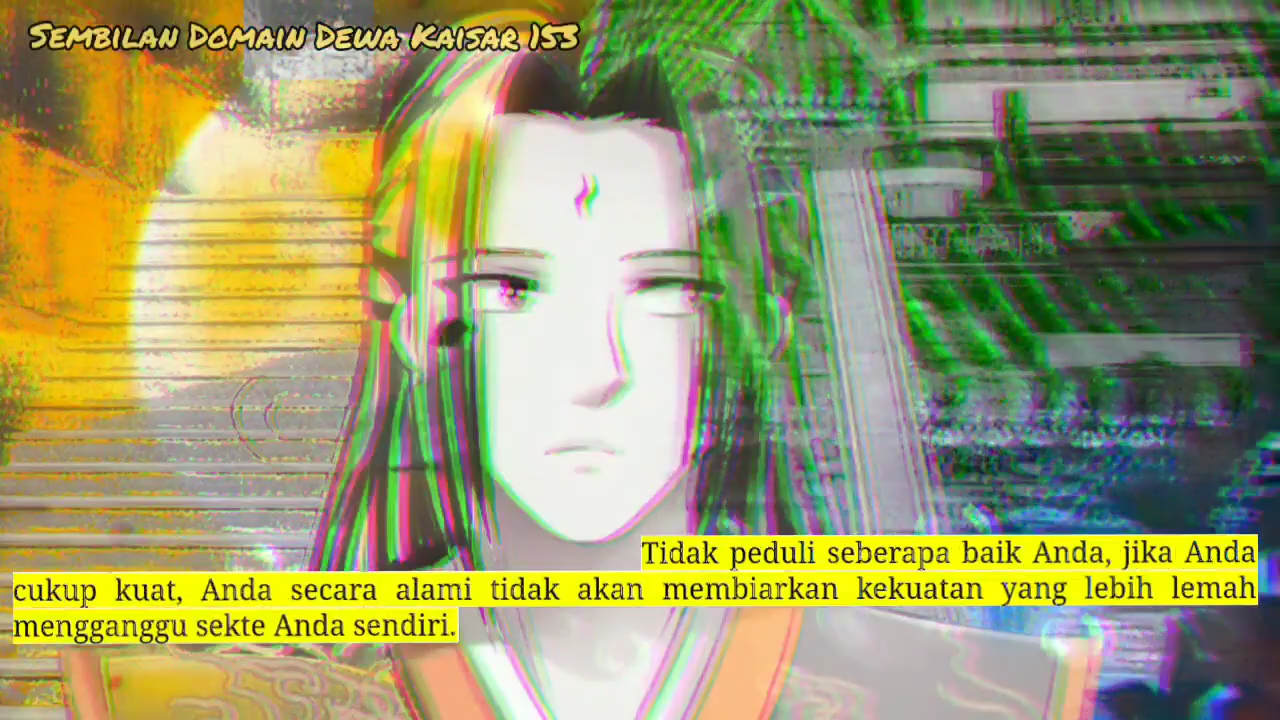 Sembilan Domain Dewa Kaisar 153
Tidak peduli seberapa baik Anda, jika Anda
cukup kuat, Anda secara alami tidak akan membiarkan kekuatan yang lebih lemah
mengganggu sekte Anda sendiri.